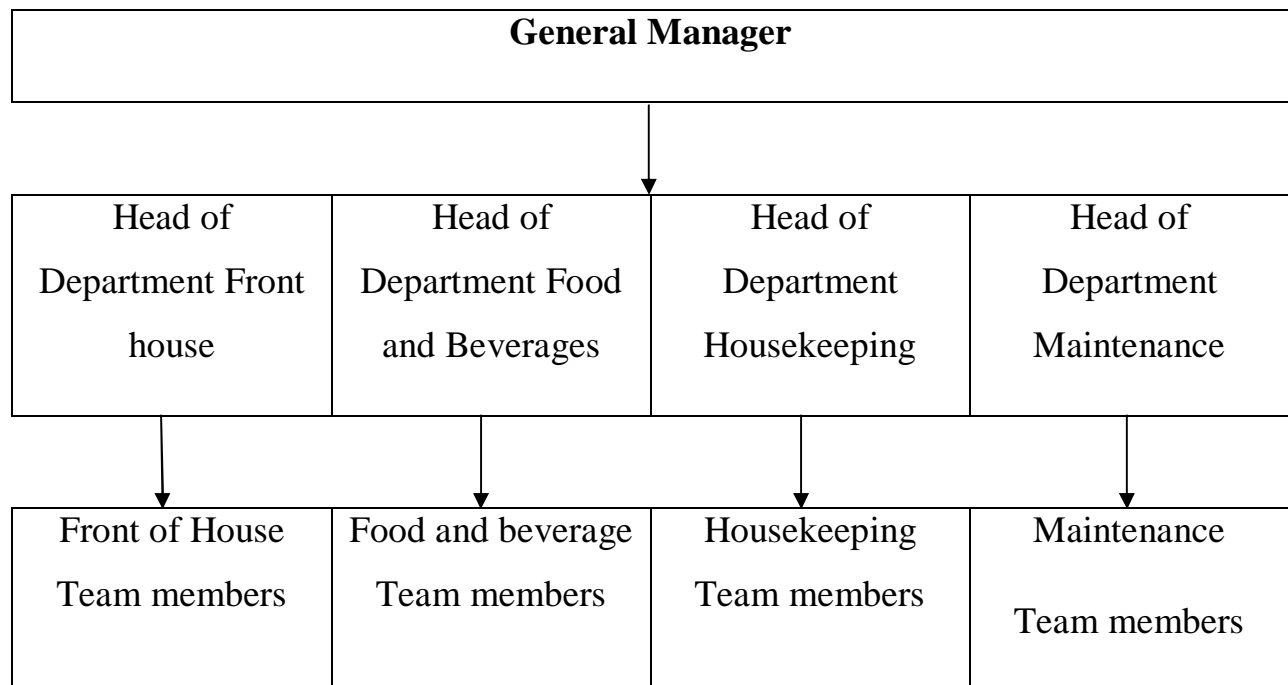 General Manager
Head of
Department Front
house
Head of
Department Food
and Beverages
Head of
Department
Housekeeping
Head of
Department
Maintenance
Front of House
Team members
Food and beverage
Team members
Housekeeping
Team members
Maintenance
Team members